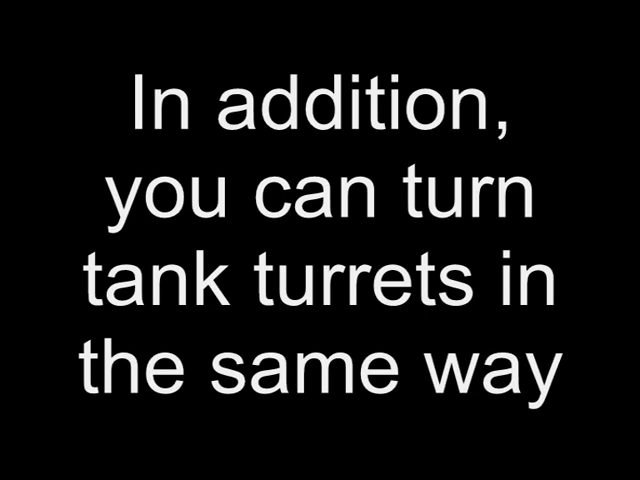 In addition,
you can turn
tank turrets in
the same way